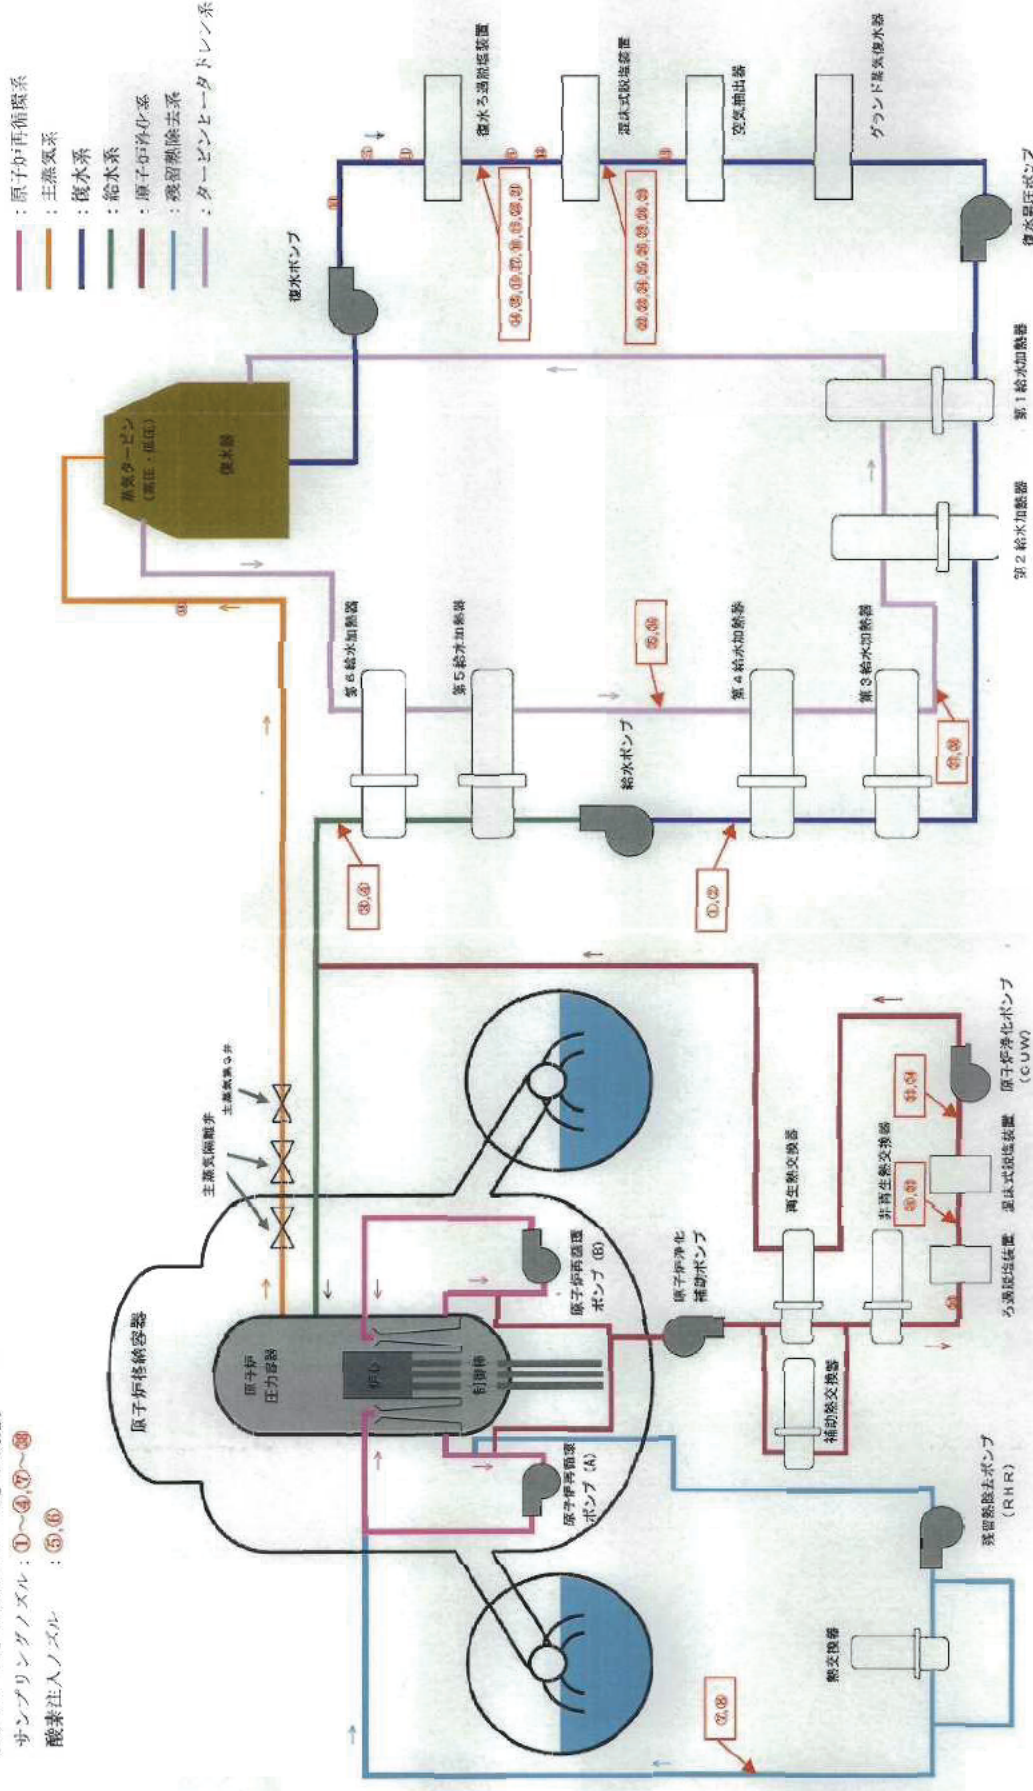 サンプリングノズル：①～④,⑦～㊳
酸素注入ノズル：⑤,⑥
：原子炉再循環系
：主蒸気系
：復水系
：給水系
：原子炉浄化系
：残留熱除去系
：タービンヒータドレン系
原子炉格納容器
主蒸気隔離弁
主蒸気第3弁
蒸気タービン
（高圧・低圧）
復水器
復水ポンプ
復水ろ過脱塩装置
混床式脱塩装置
空気抽出器
グランド蒸気復水器
復水昇圧ポンプ
第1給水加熱器
第2給水加熱器
第3給水加熱器
第4給水加熱器
第5給水加熱器
第6給水加熱器
給水ポンプ
③,④
①,②
原子炉
圧力容器
炉心
制御棒
原子炉再循環
ポンプ(A)
原子炉再循環
ポンプ(B)
原子炉浄化
補助ポンプ
再生熱交換器
非再生熱交換器
補助熱交換器
ろ過脱塩装置
混床式脱塩装置
原子炉浄化ポンプ
(CUW)
残留熱除去ポンプ
(RHR)
熱交換器
⑦,⑧